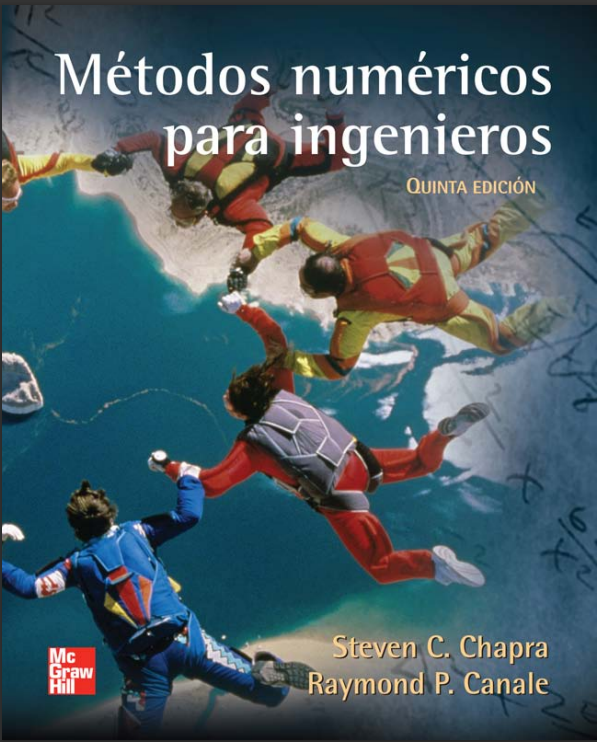 Métodos numéricos
para ingenieros
QUINTA EDICIÓN
Steven C. Chapra
Raymond P. Canale
Mc
Graw
Hill